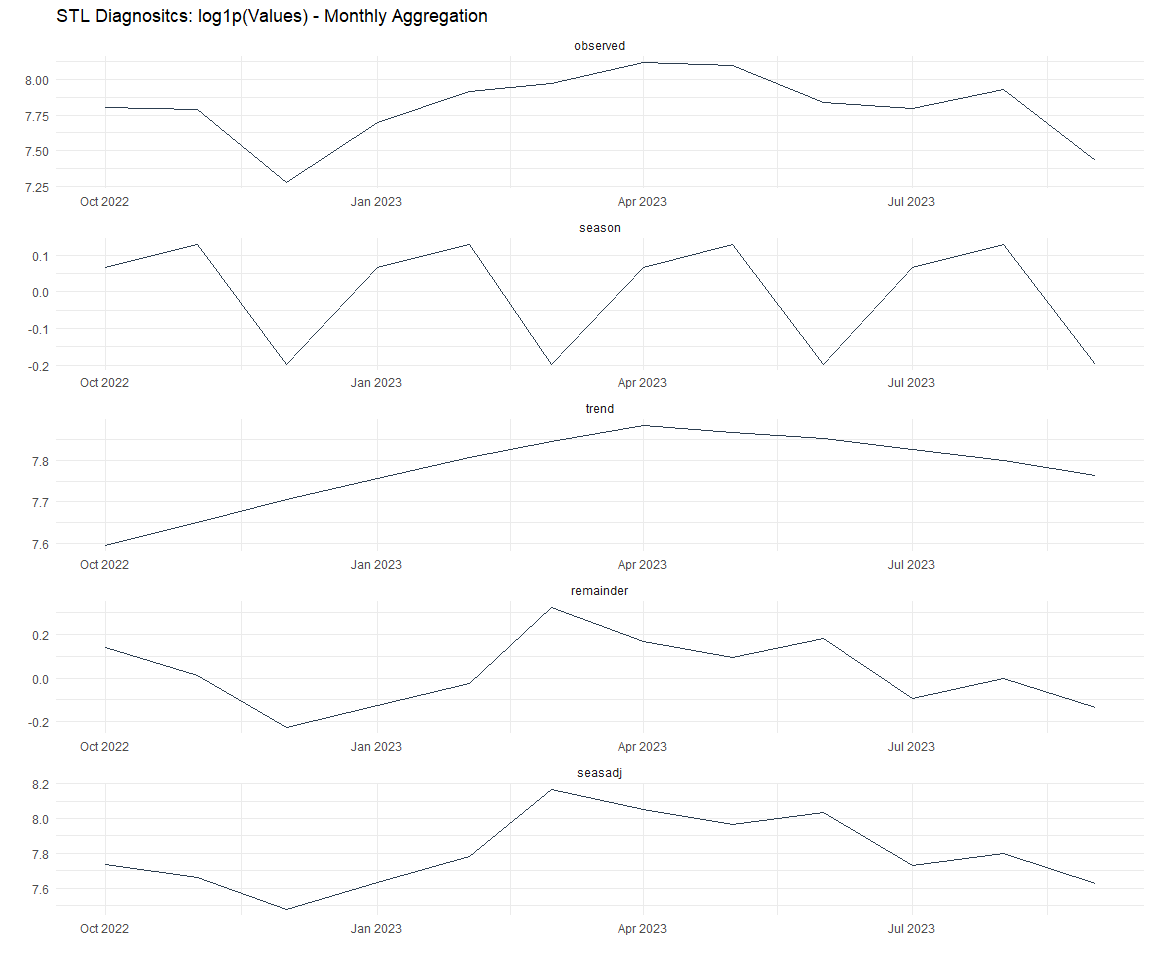 STL Diagnositcs: log1p(Values) - Monthly Aggregation
observed
8.00
7.75
7.50
7.25
Oct 2022 Jan 2023 Apr 2023 Jul 2023
season
0.1
0.0
-0.1
-0.2
Oct 2022 Jan 2023 Apr 2023 Jul 2023
trend
7.8
7.7
7.6
Oct 2022 Jan 2023 Apr 2023 Jul 2023
remainder
0.2
0.0
-0.2
Oct 2022 Jan 2023 Apr 2023 Jul 2023
seasadj
8.2
8.0
7.8
7.6
Oct 2022 Jan 2023 Apr 2023 Jul 2023